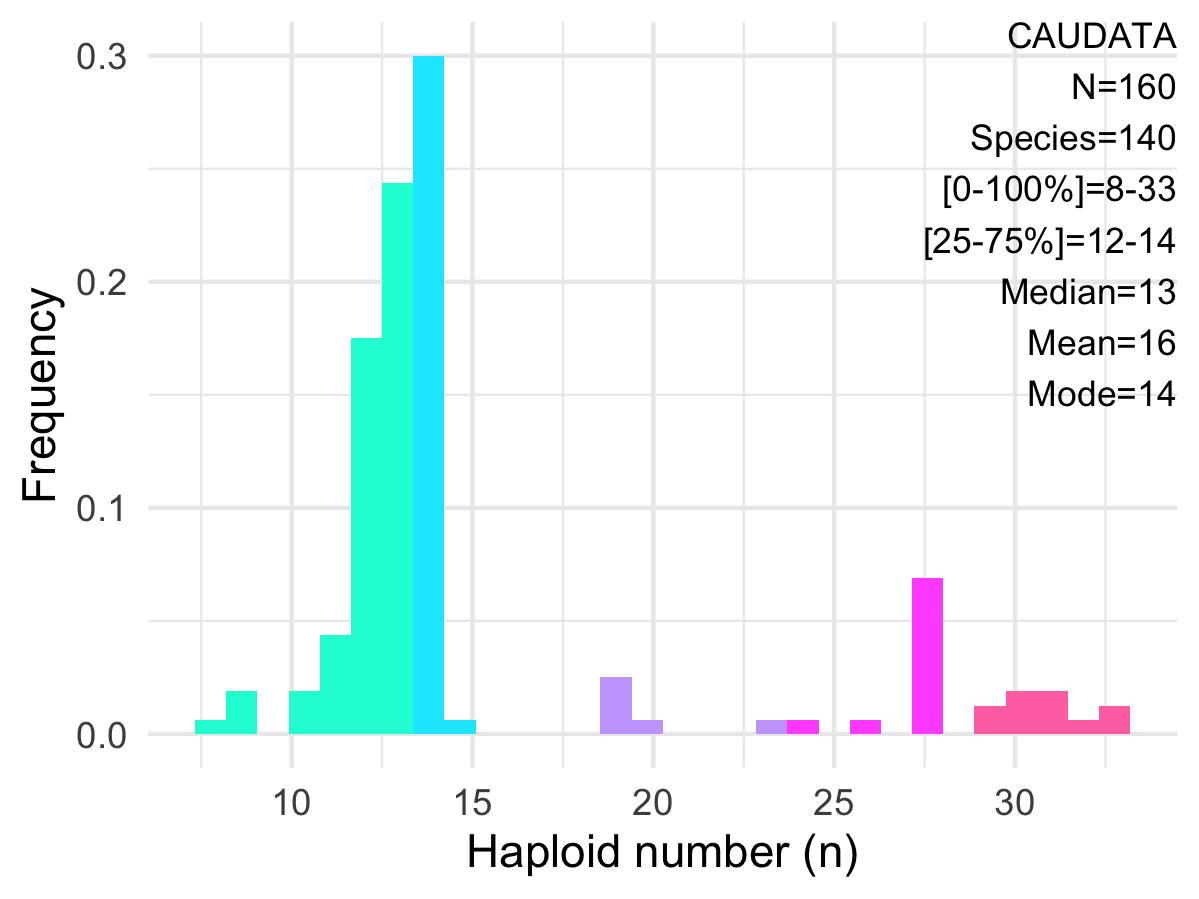 CAUDATA
N=160
Species=140
[0-100%]=8-33
[25-75%]=12-14
Median=13
Mean=16
Mode=14
0.3
0.2
0.1
0.0
Frequency
10 15 20 25 30
Haploid number (n)